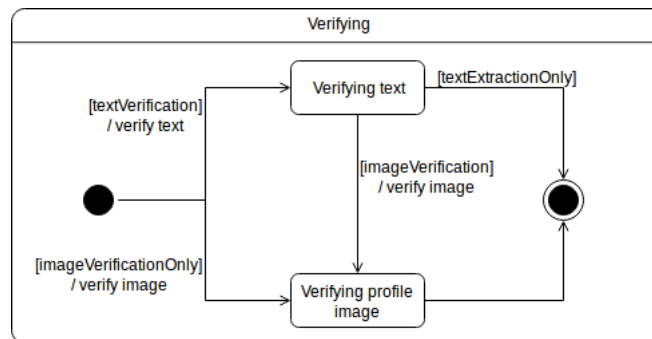 Verifying
Verifying text
[textExtractionOnly]
[textVerification]
/ verify text
[imageVerification]
/ verify image
[imageVerificationOnly]
/ verify image
Verifying profile
image